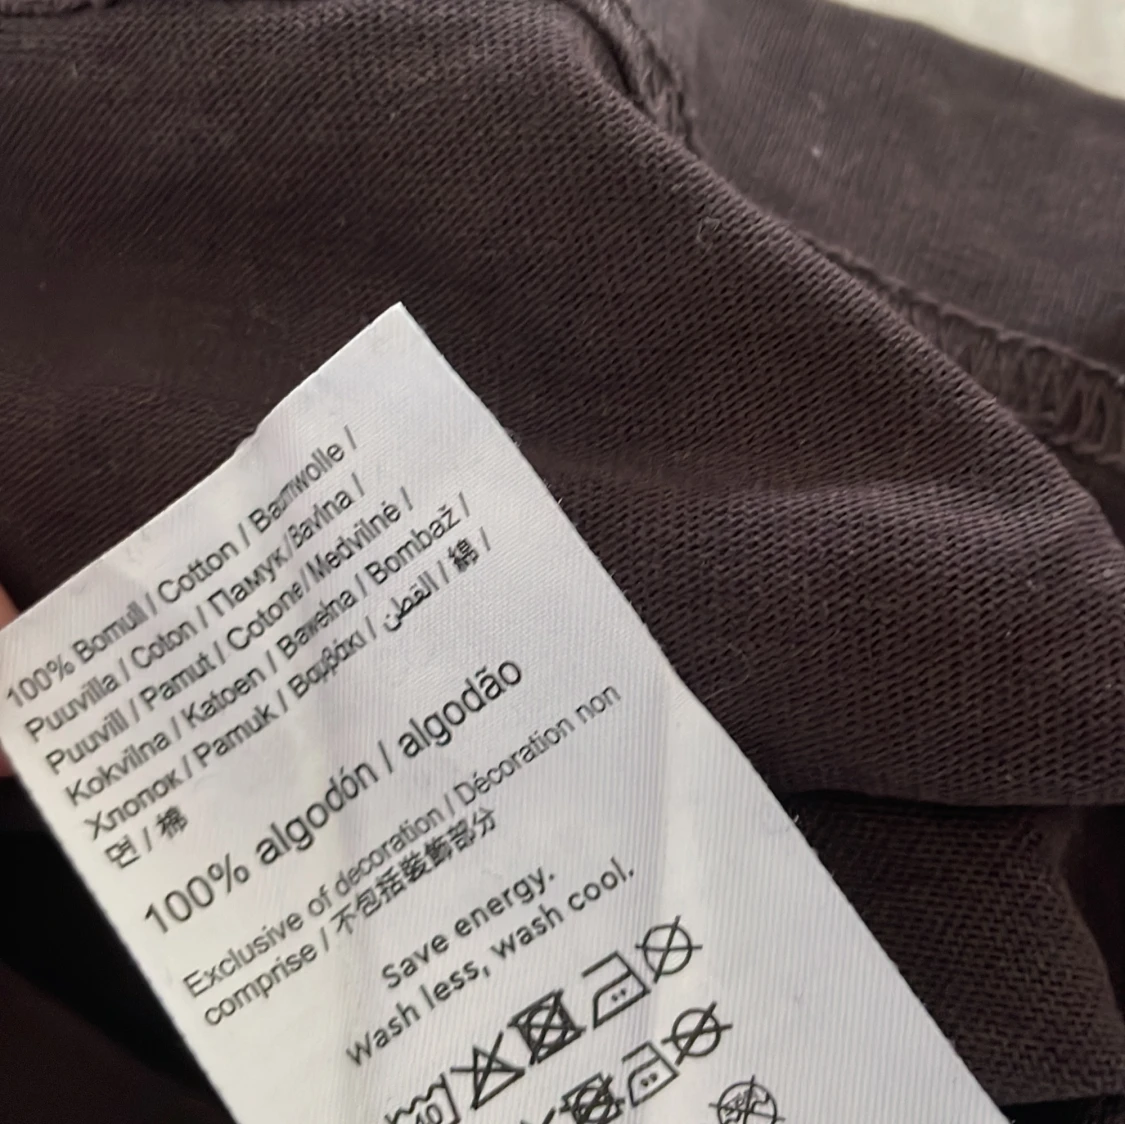 100% Bomull / Cotton / Baumwolle /
Puuvilla / Coton / Памук / Bavlna /
Puuvill / Pamut / Cotone / Medvilnė /
Kokvilna / Katoen / Bawełna / Bombaž /
Хлопок / Pamuk / Βαμβάκι / القطن / 綿 /
면 / 棉
100% algodón / algodão
Exclusive of decoration / Décoration non
comprise / 不包括裝飾部分
Save energy.
Wash less, wash cool.
40